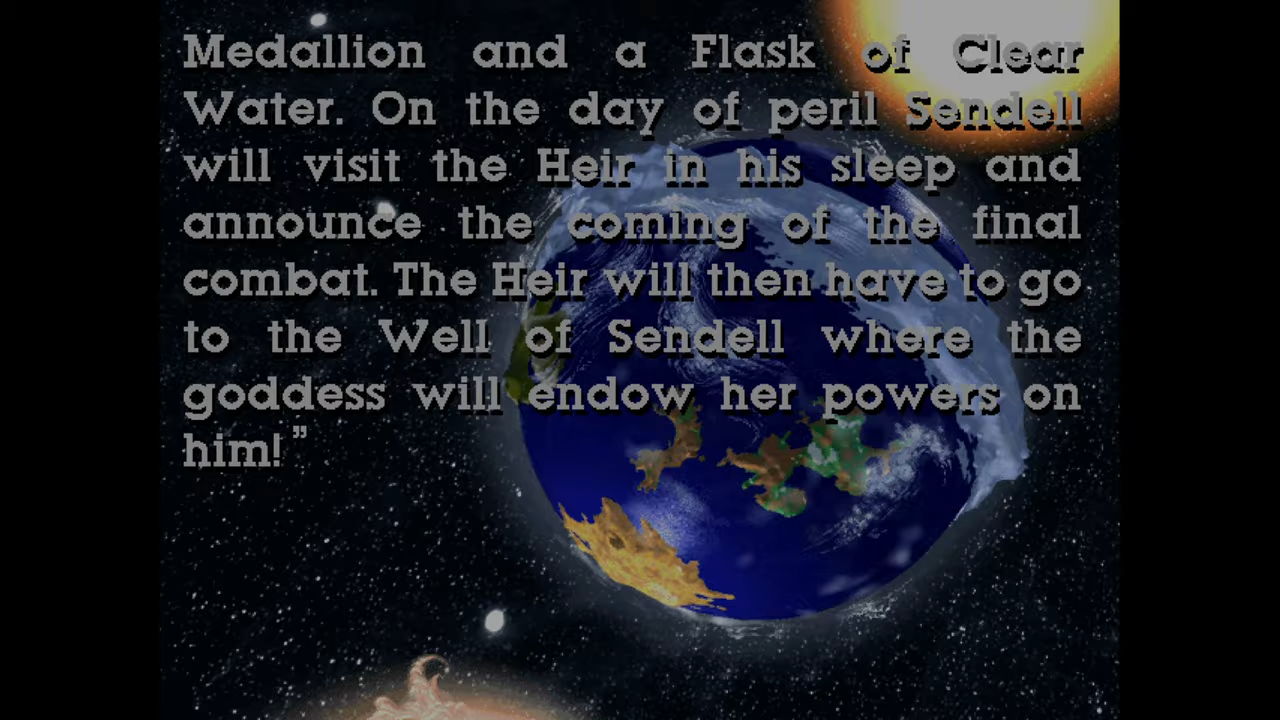 Medallion and a Flask of Clear
Water. On the day of peril Sendell
will visit the Heir in his sleep and
announce the coming of the final
combat. The Heir will then have to go
to the Well of Sendell where the
goddess will endow her powers on
him!”